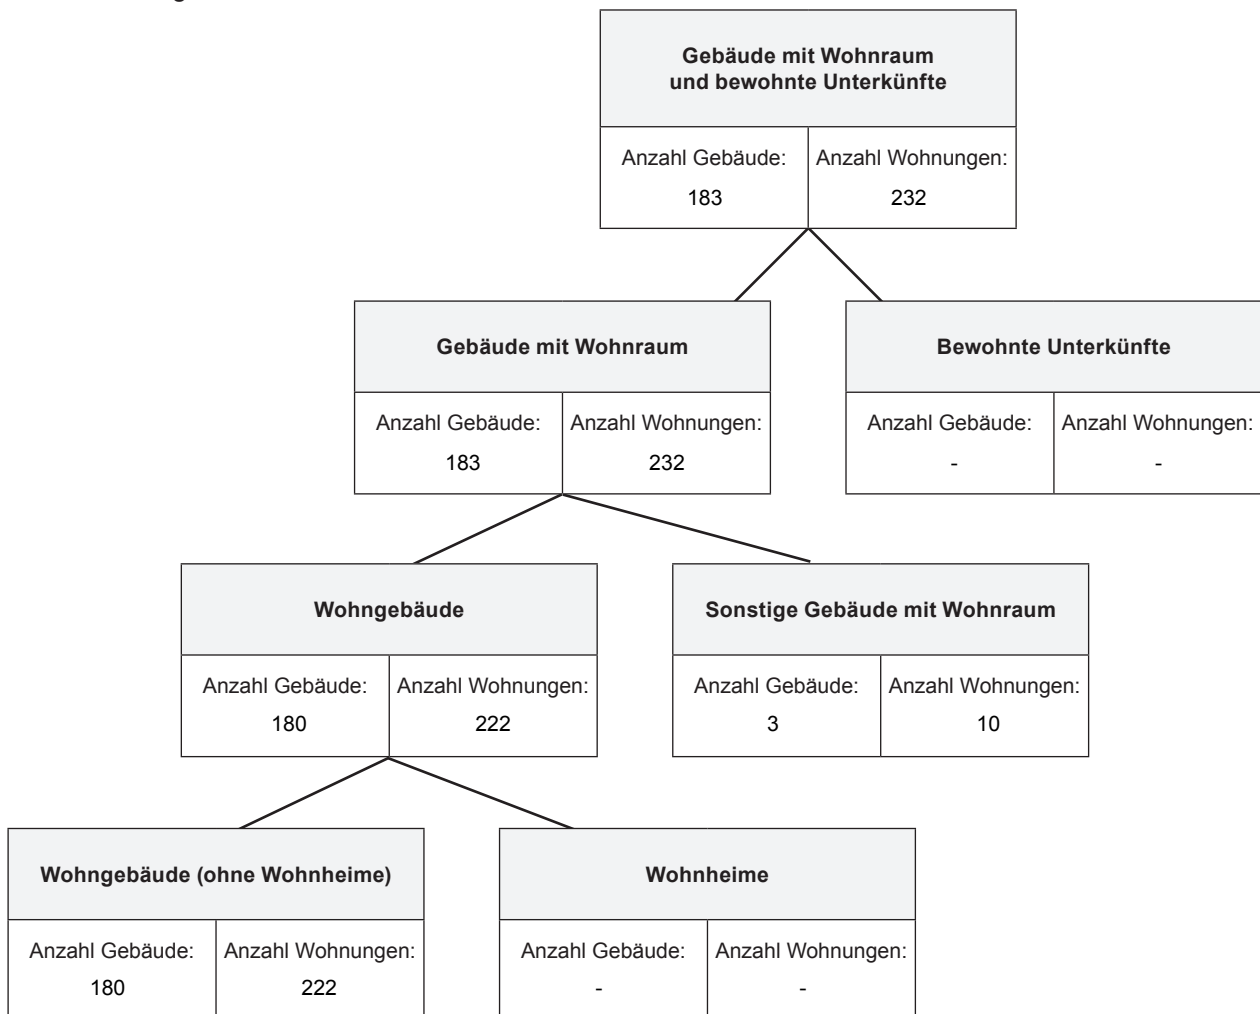 Gebäude mit Wohnraum
und bewohnte Unterkünfte
Anzahl Gebäude: Anzahl Wohnungen:
183 232
Gebäude mit Wohnraum
Anzahl Gebäude: Anzahl Wohnungen:
183 232
Bewohnte Unterkünfte
Anzahl Gebäude: Anzahl Wohnungen:
- -
Wohngebäude
Anzahl Gebäude: Anzahl Wohnungen:
180 222
Sonstige Gebäude mit Wohnraum
Anzahl Gebäude: Anzahl Wohnungen:
3 10
Wohngebäude (ohne Wohnheime)
Anzahl Gebäude: Anzahl Wohnungen:
180 222
Wohnheime
Anzahl Gebäude: Anzahl Wohnungen:
- -